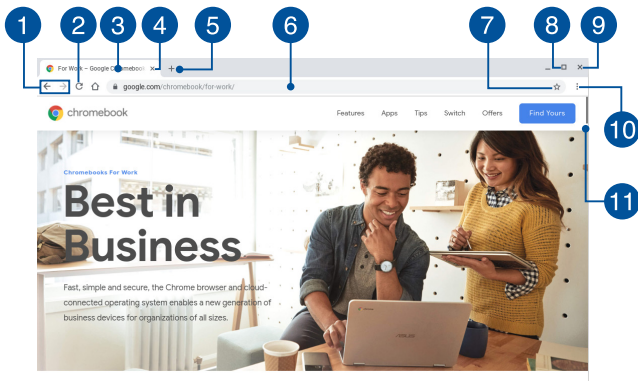 1 2 3 4 5 6 7 8 9
For Work – Google Chromebook
google.com/chromebook/for-work/
10
chromebook Features Apps Tips Switch Offers Find Yours
11
Chromebooks For Work
Best in
Business
Fast, simple and secure, the Chrome browser and cloud-
connected operating system enables a new generation of
business devices for organizations of all sizes.
ASUS